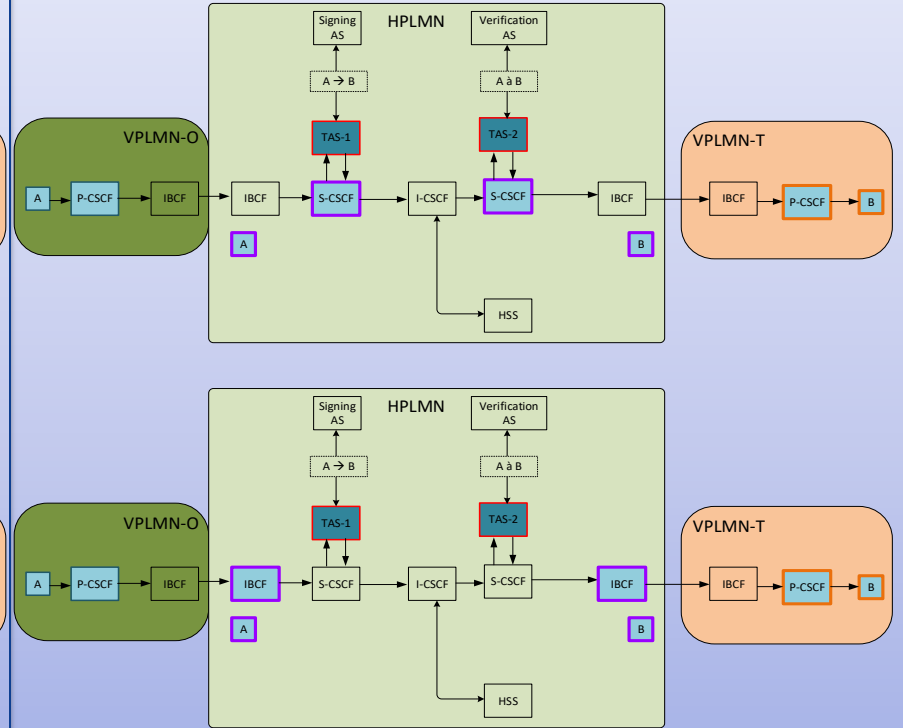 Signing
AS
HPLMN
Verification
AS
A → B
A à B
VPLMN-O
TAS-1
TAS-2
VPLMN-T
A
P-CSCF
IBCF
IBCF
S-CSCF
I-CSCF
S-CSCF
IBCF
IBCF
P-CSCF
B
A
B
HSS
Signing
AS
HPLMN
Verification
AS
A → B
A à B
VPLMN-O
TAS-1
TAS-2
VPLMN-T
A
P-CSCF
IBCF
IBCF
S-CSCF
I-CSCF
S-CSCF
IBCF
IBCF
P-CSCF
B
A
B
HSS